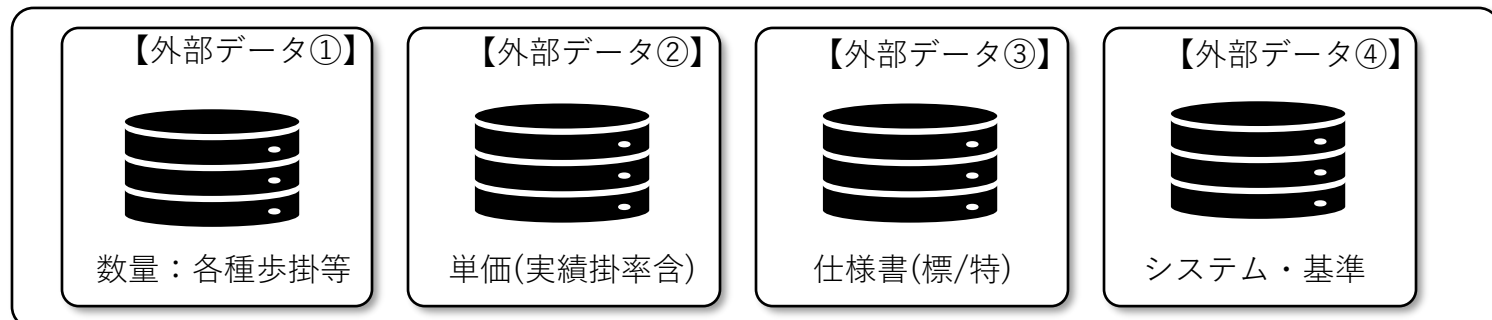 【外部データ①】
【外部データ②】
【外部データ③】
【外部データ④】
数量：各種歩掛等
単価(実績掛率含)
仕様書(標/特)
システム・基準